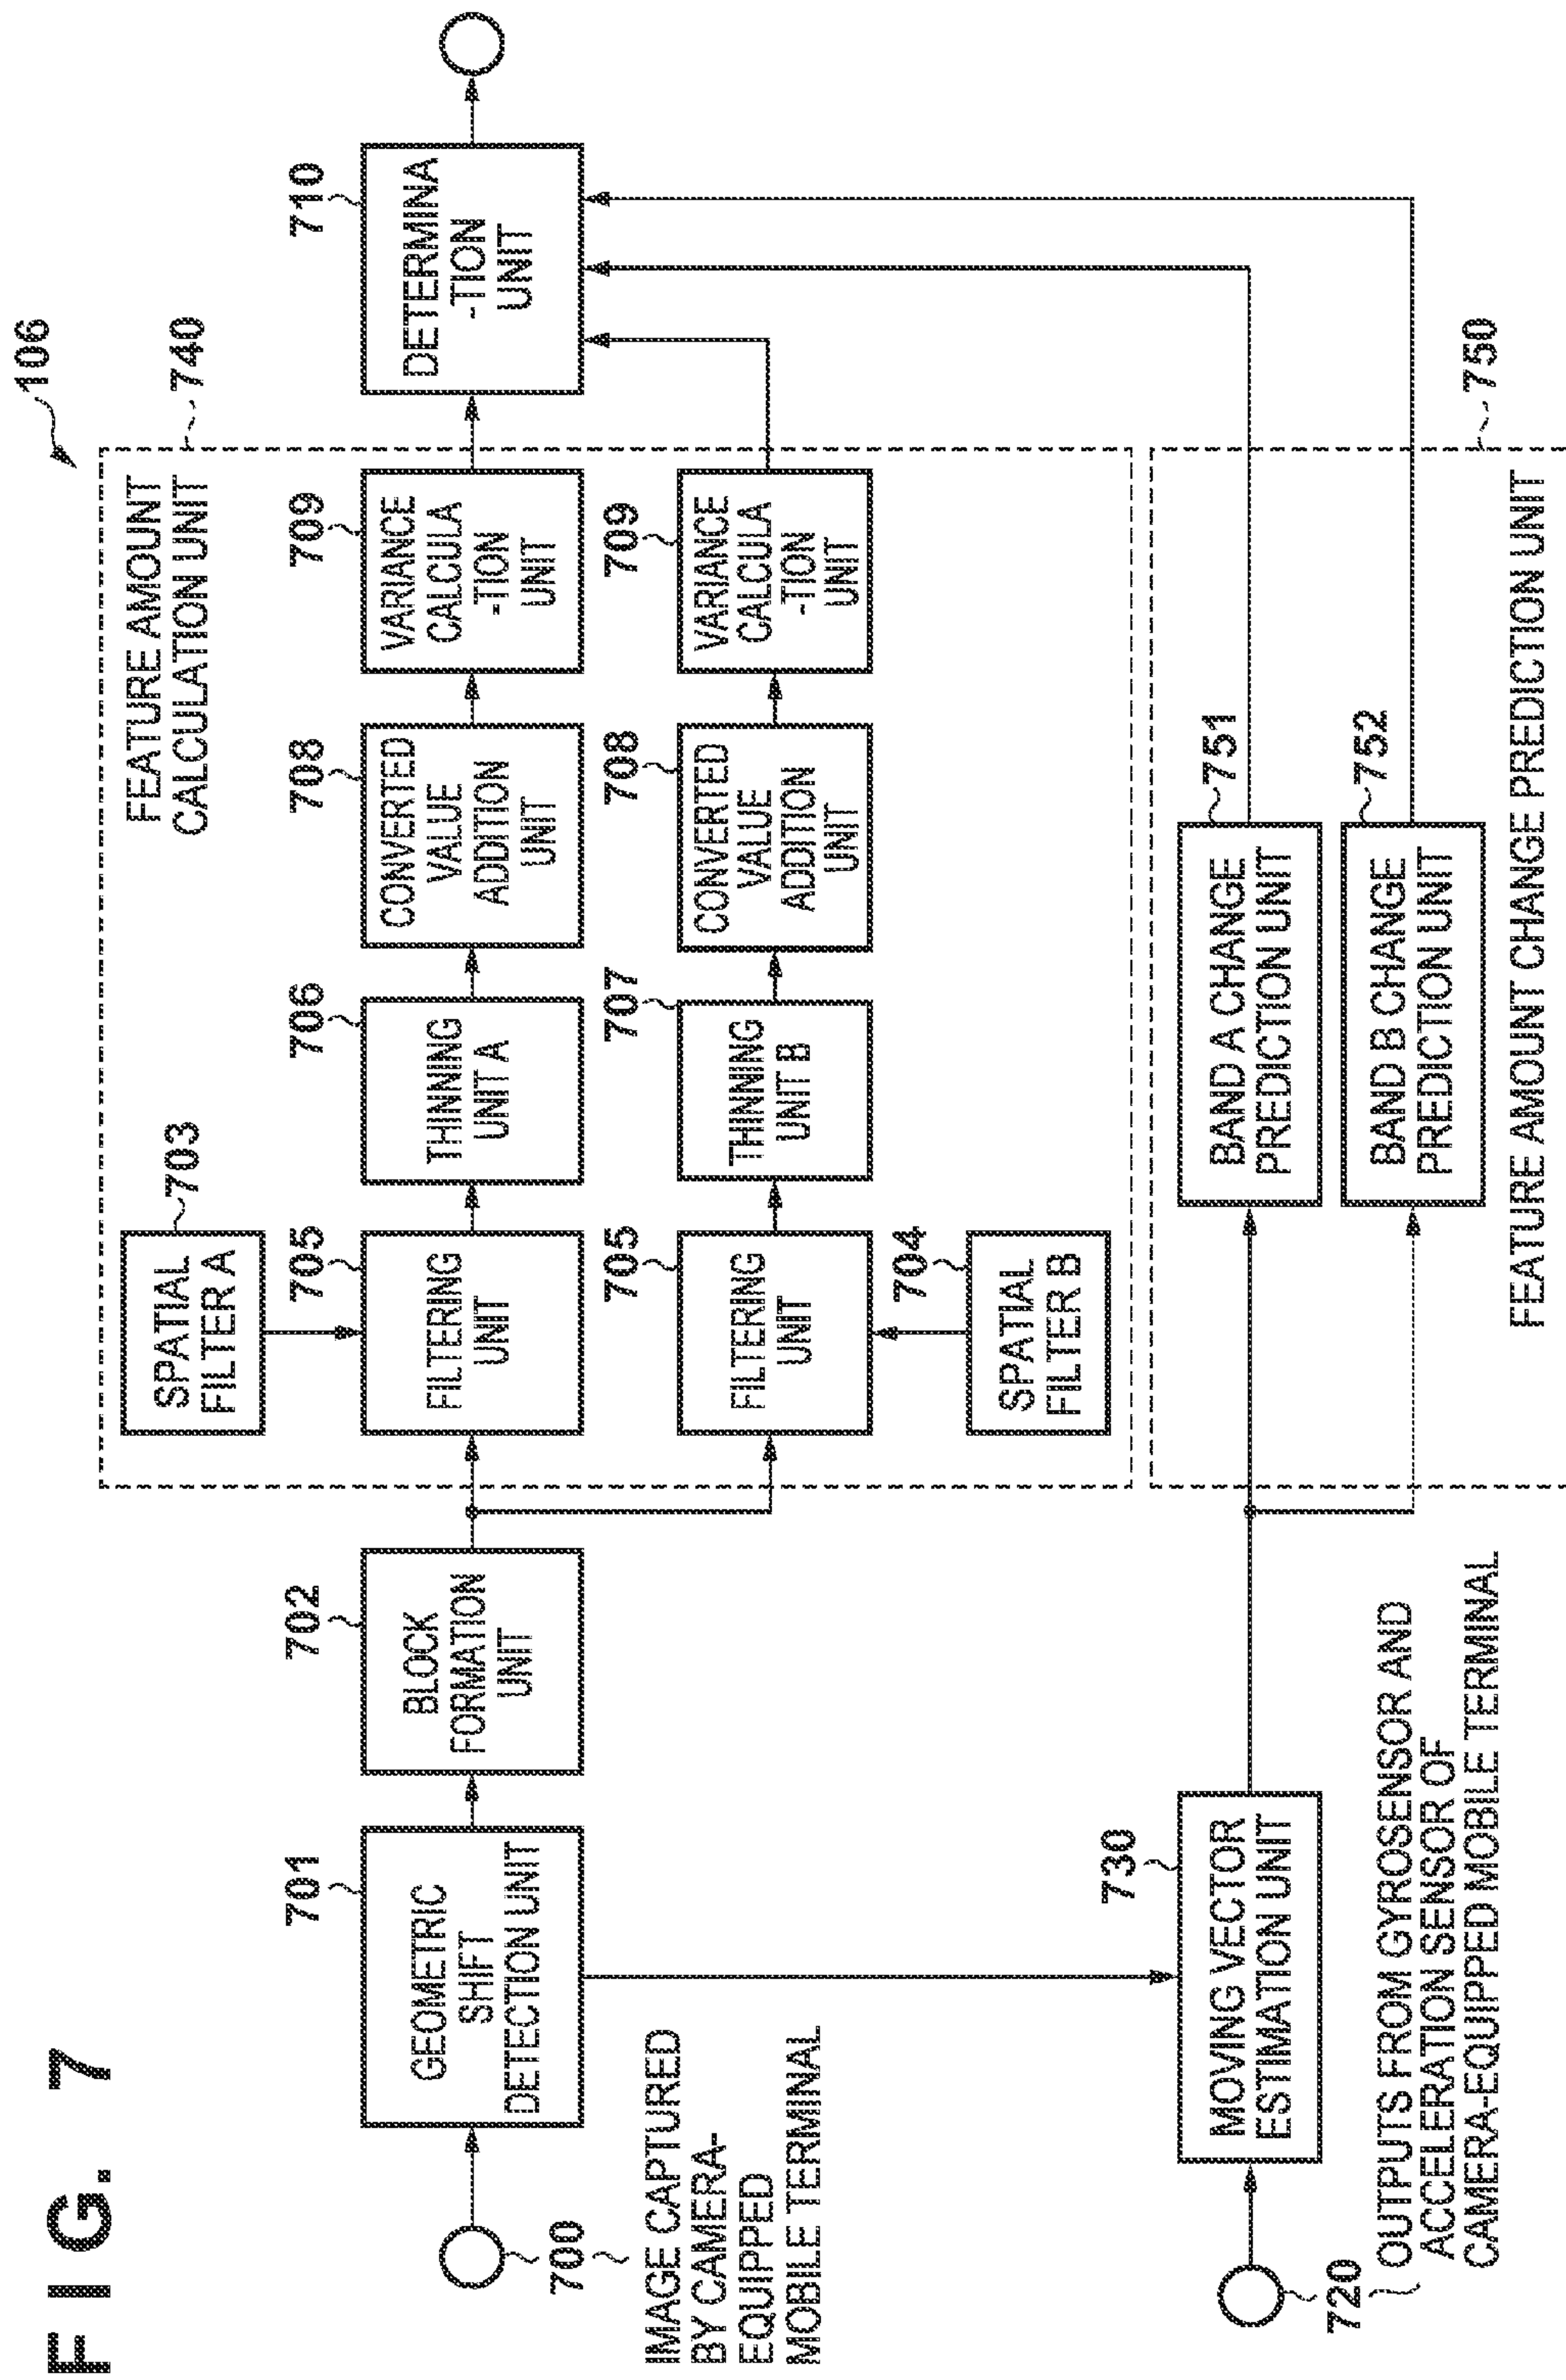 FIG. 7
106
700
IMAGE CAPTURED
BY CAMERA-
EQUIPPED
MOBILE TERMINAL
701
GEOMETRIC
SHIFT
DETECTION UNIT
702
BLOCK
FORMATION
UNIT
FEATURE AMOUNT
CALCULATION UNIT
740
703
SPATIAL
FILTER A
705
FILTERING
UNIT
706
THINNING
UNIT A
708
CONVERTED
VALUE
ADDITION
UNIT
709
VARIANCE
CALCULA
-TION
UNIT
710
DETERMINA
-TION
UNIT
705
FILTERING
UNIT
707
THINNING
UNIT B
708
CONVERTED
VALUE
ADDITION
UNIT
709
VARIANCE
CALCULA
-TION
UNIT
704
SPATIAL
FILTER B
720
OUTPUTS FROM GYROSENSOR AND
ACCELERATION SENSOR OF
CAMERA-EQUIPPED MOBILE TERMINAL
730
MOVING VECTOR
ESTIMATION UNIT
751
BAND A CHANGE
PREDICTION UNIT
752
BAND B CHANGE
PREDICTION UNIT
750
FEATURE AMOUNT CHANGE PREDICTION UNIT